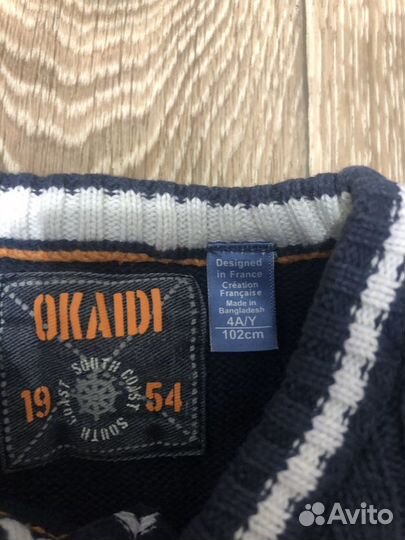 OKAIDI
19 54
SOUTH COAST SOUTH COAST
Designed
in France
Création
Française
Made in
Bangladesh
4A/Y
102cm
Avito